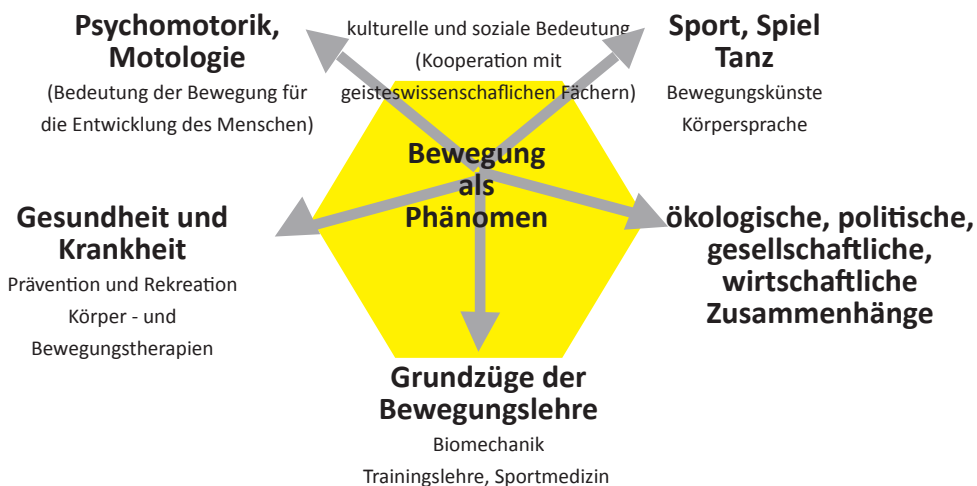 Psychomotorik,
Motologie
(Bedeutung der Bewegung für
die Entwicklung des Menschen)
kulturelle und soziale Bedeutung
(Kooperation mit
geisteswissenschaflichen Fächern)
Sport, Spiel
Tanz
Bewegungskünste
Körpersprache
Bewegung
als
Phänomen
Gesundheit und
Krankheit
Prävention und Rekreation
Körper - und
Bewegungstherapien
ökologische, politische,
gesellschaftliche,
wirtschaftliche
Zusammenhänge
Grundzüge der
Bewegungslehre
Biomechanik
Trainingslehre, Sportmedizin